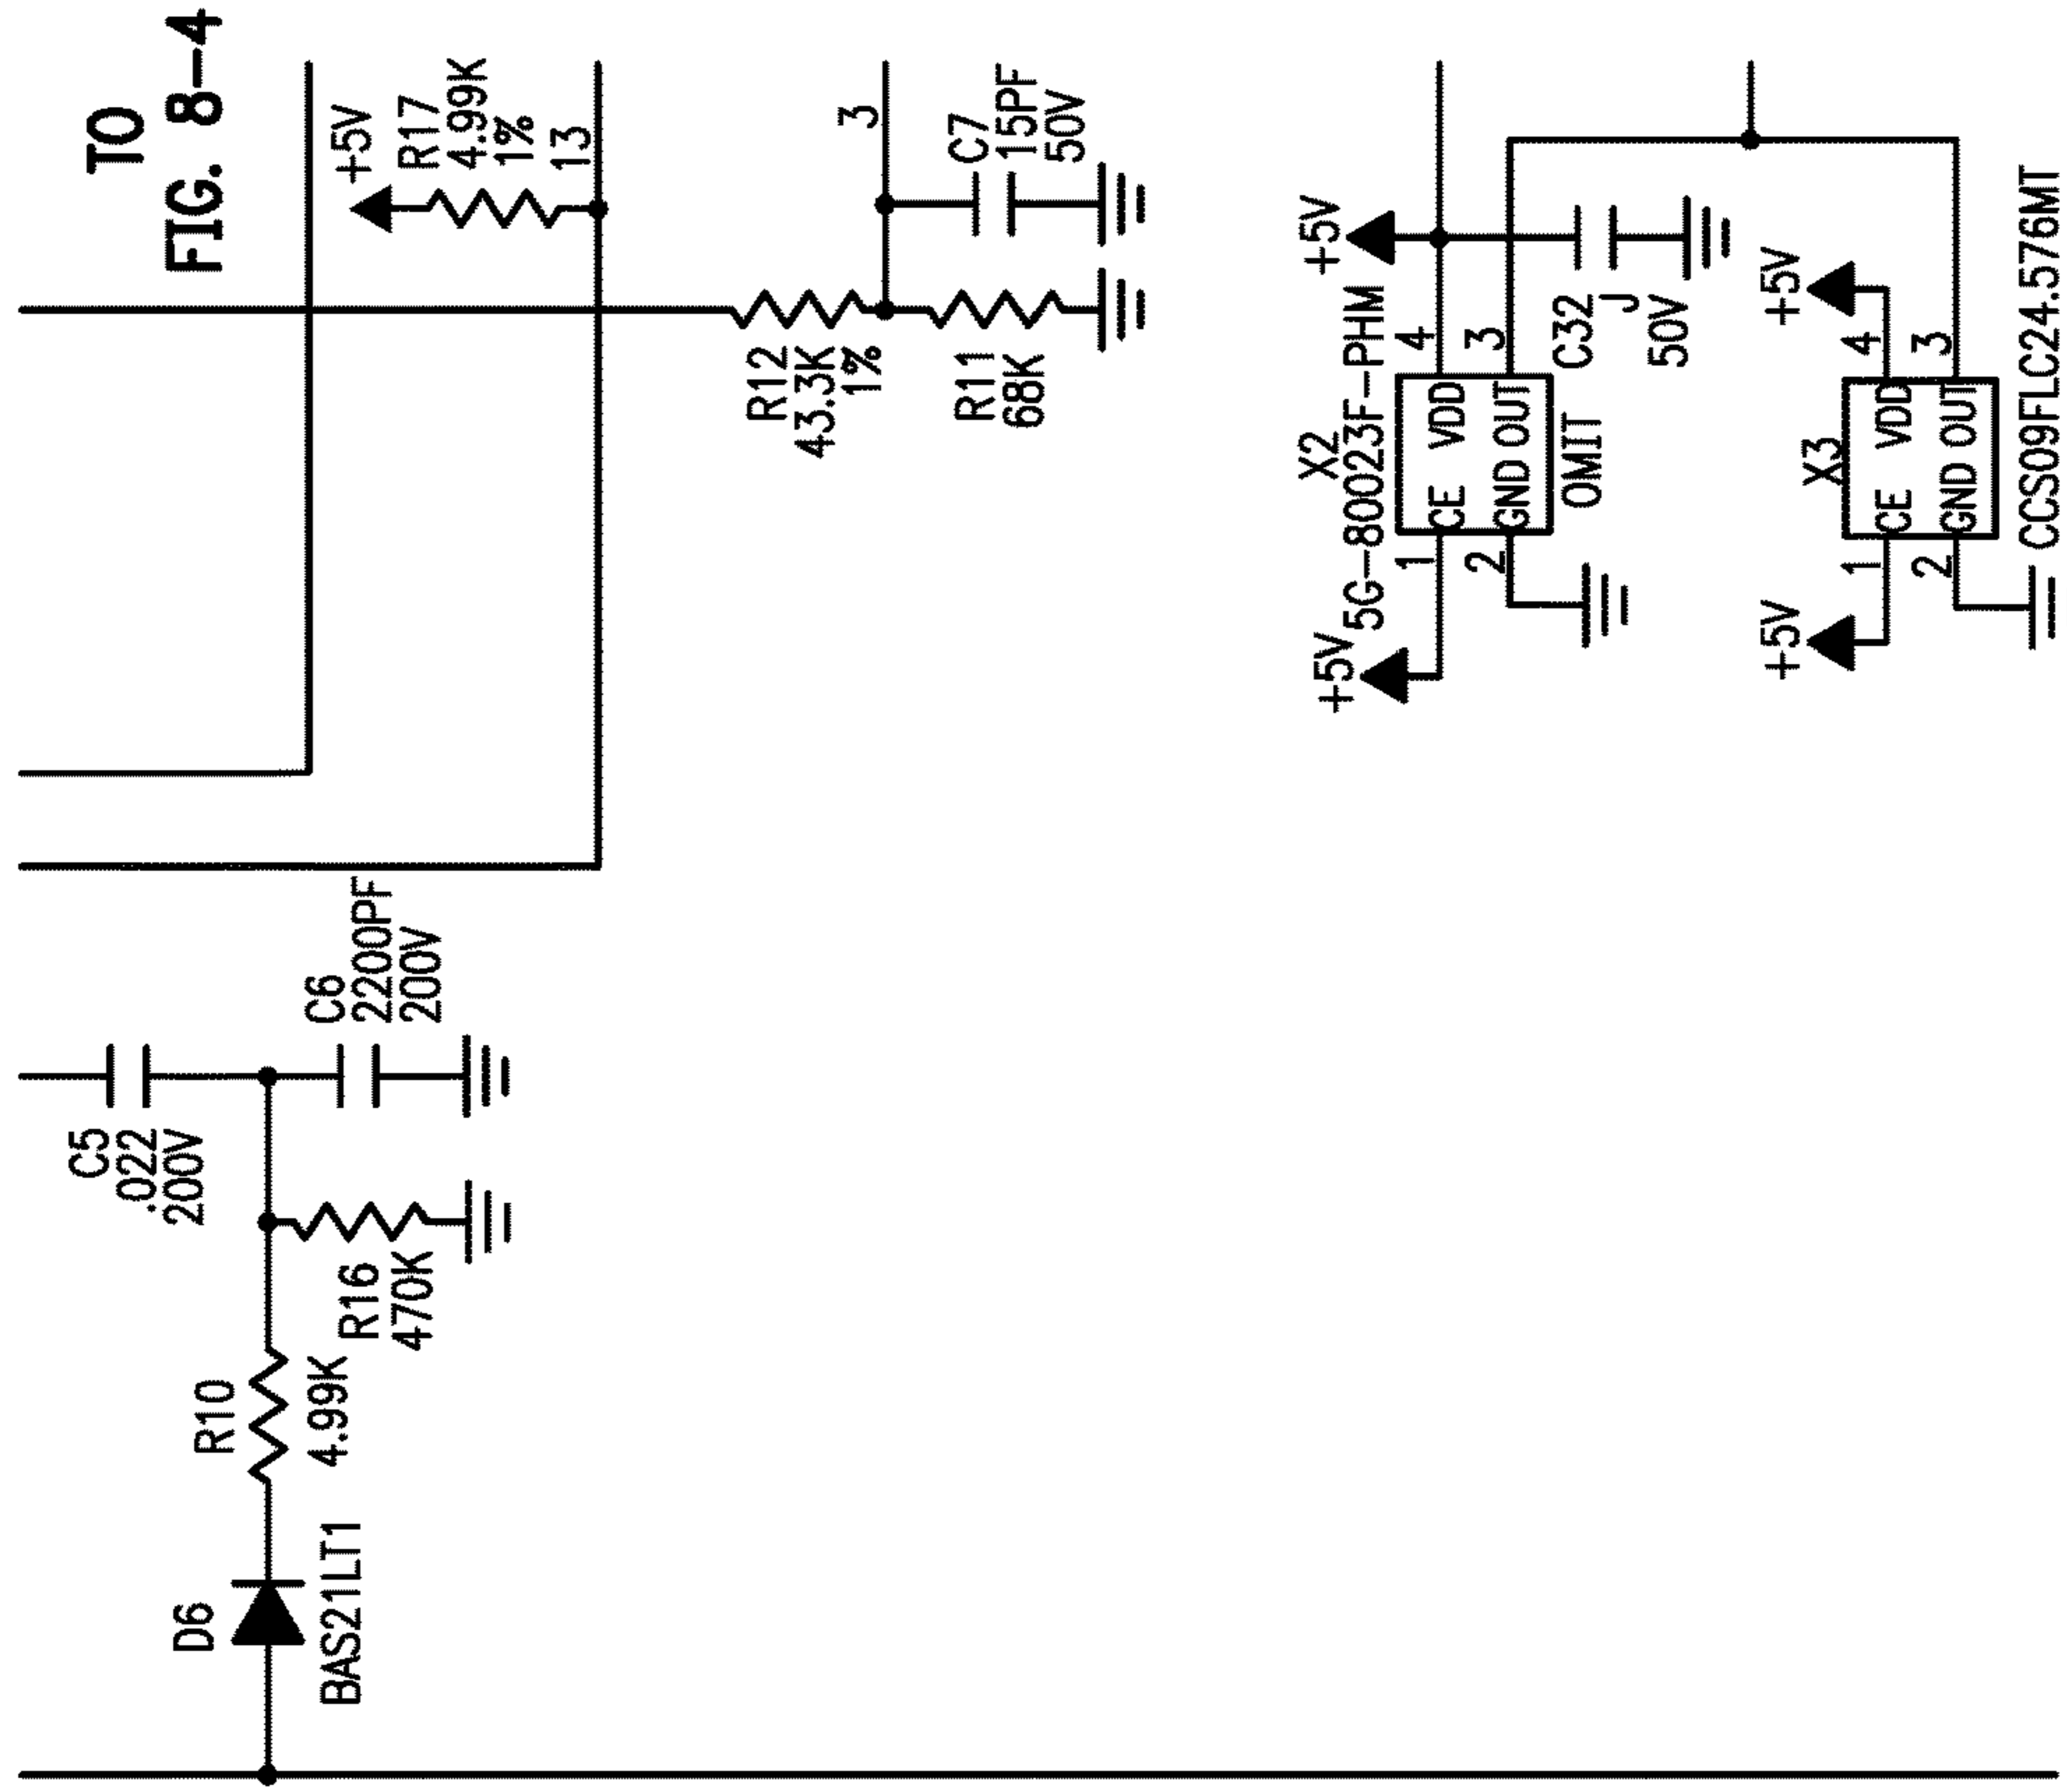 TO
FIG. 8-4
C5
.022
200V
D6
BAS21LT1
R10
4.99K
R16
470K
C6
2200PF
200V
+5V
R17
4.99K
1%
13
R12
43.3K
1%
3
R11
68K
C7
15PF
50V
X2
5G-80023F-PHM
+5V
+5V
1
CE VDD
4
2
GND OUT
3
OMIT
C32
J
50V
X3
+5V
+5V
1
CE VDD
4
2
GND OUT
3
CCS09FLC24.576MT